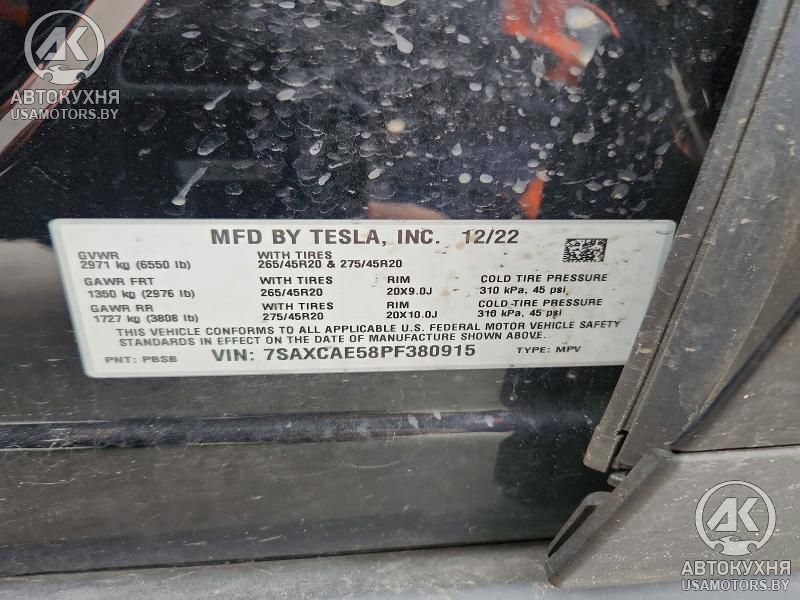 АК
АВТОКУХНЯ
USAMOTORS.BY
MFD BY TESLA, INC. 12/22
GVWR WITH TIRES
2971 kg (6550 lb) 265/45R20 & 275/45R20
GAWR FRT WITH TIRES RIM COLD TIRE PRESSURE
1350 kg (2976 lb) 265/45R20 20X9.0J 310 kPa, 45 psi
GAWR RR WITH TIRES RIM COLD TIRE PRESSURE
1727 kg (3808 lb) 275/45R20 20X10.0J 310 kPa, 45 psi
THIS VEHICLE CONFORMS TO ALL APPLICABLE U.S. FEDERAL MOTOR VEHICLE SAFETY
STANDARDS IN EFFECT ON THE DATE OF MANUFACTURE SHOWN ABOVE.
PNT: PBSB VIN: 7SAXCAE58PF380915 TYPE: MPV
АК
АВТОКУХНЯ
USAMOTORS.BY